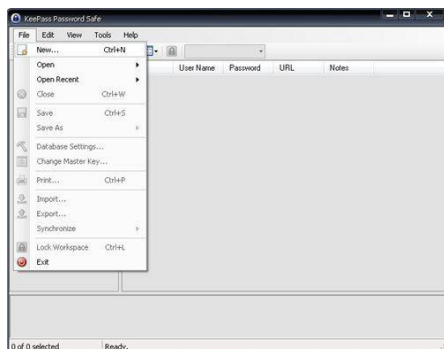 KeePass Password Safe
File Edit View Tools Help
New... Ctrl+N
User Name Password URL Notes
Open
Open Recent
Close Ctrl+W
Save Ctrl+S
Save As
Database Settings...
Change Master Key...
Print... Ctrl+P
Import...
Export...
Synchronize
Lock Workspace Ctrl+L
Exit
0 of 0 selected Ready.